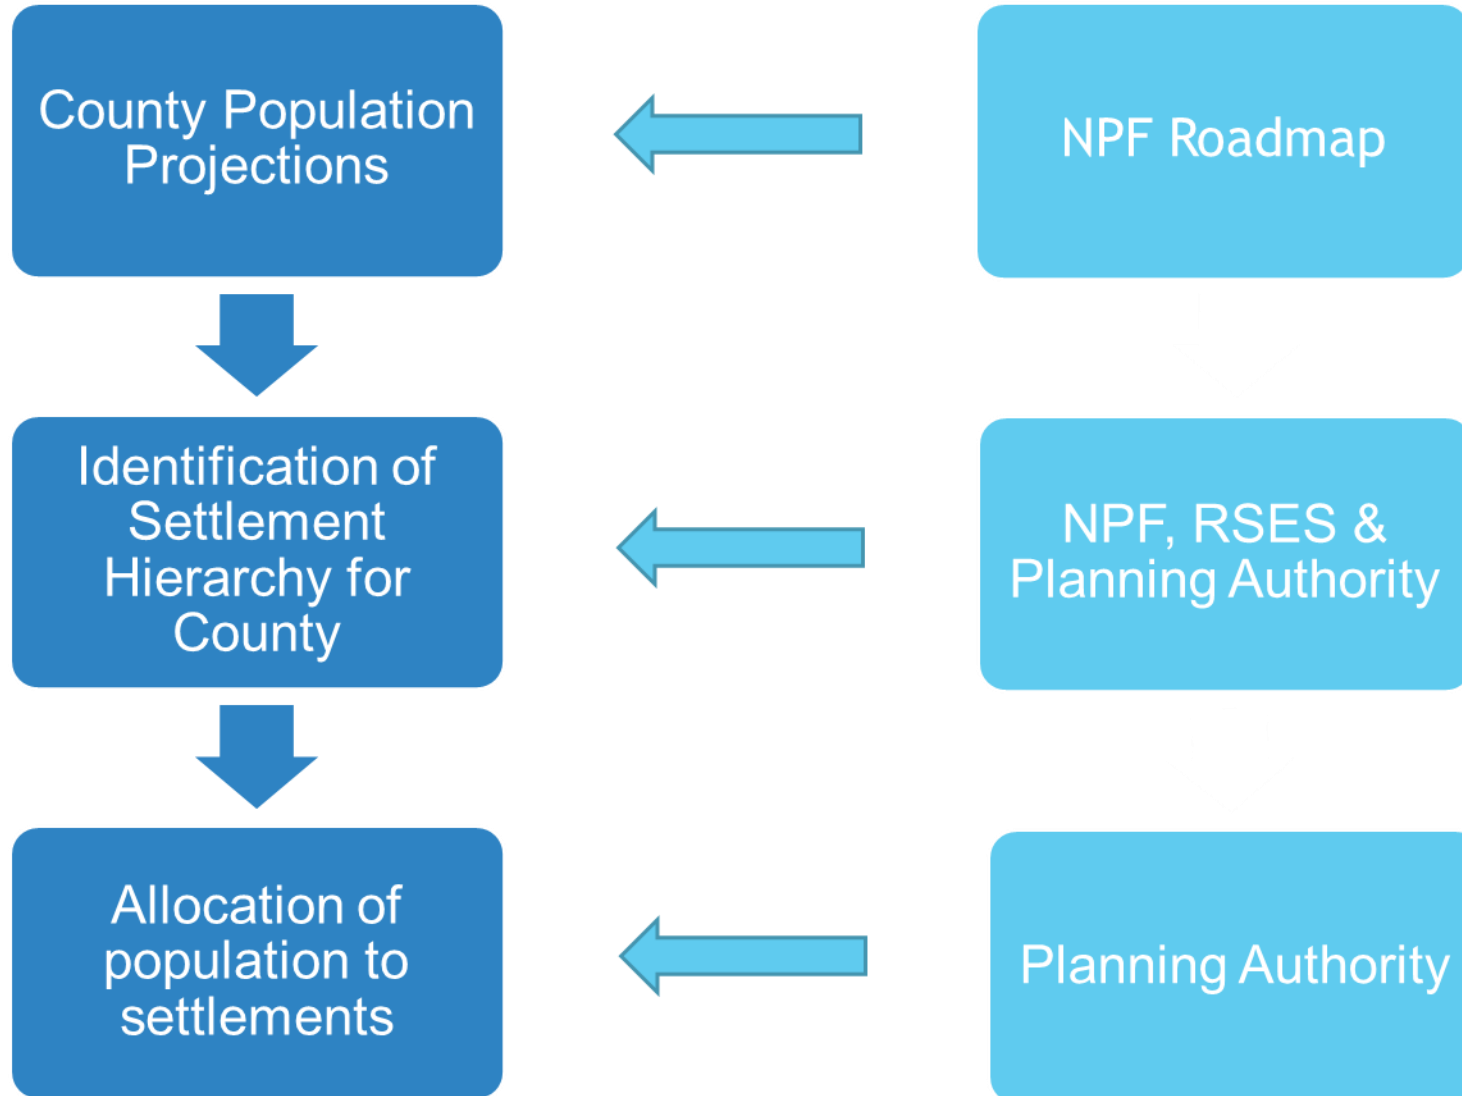 County Population
Projections
NPF Roadmap
Identification of
Settlement
Hierarchy for
County
NPF, RSES &
Planning Authority
Allocation of
population to
settlements
Planning Authority